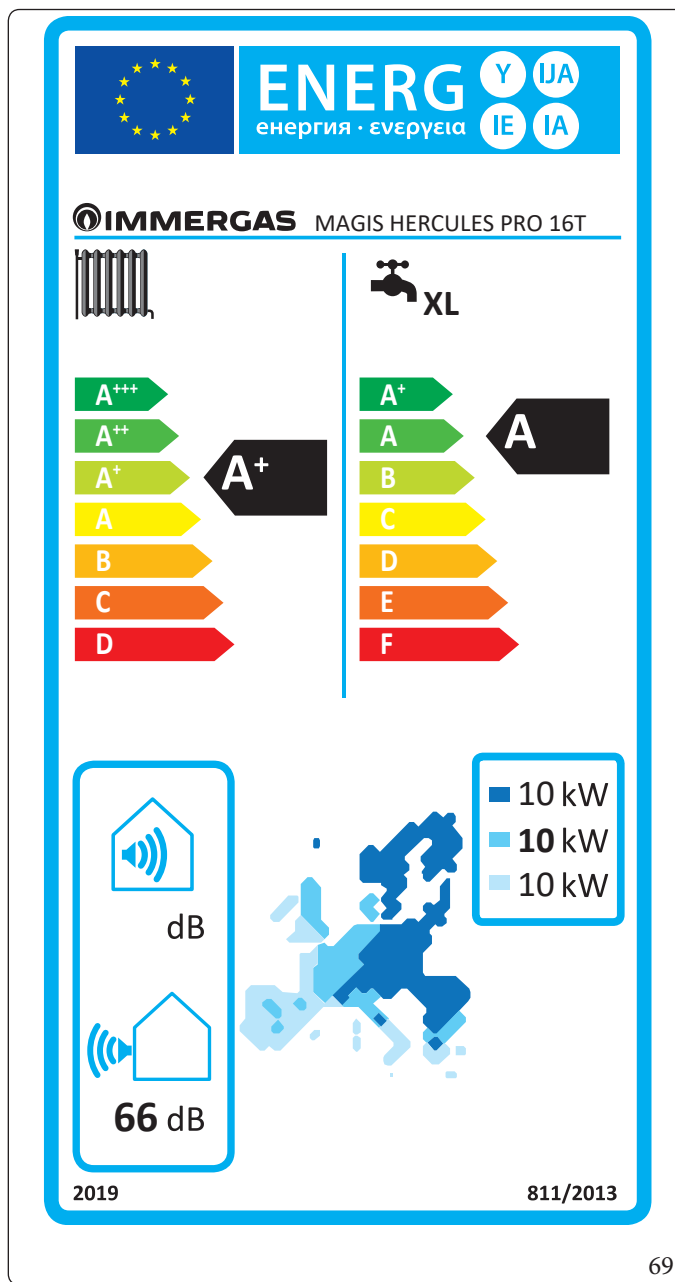 ENERG
енергия · ενεργεια
Y IJA
IE IA
IMMERGAS MAGIS HERCULES PRO 16T
XL
A+++
A++
A+
A
B
C
D
A+
A+
A
B
C
D
E
F
A
dB
66 dB
10 kW
10 kW
10 kW
2019
811/2013
69